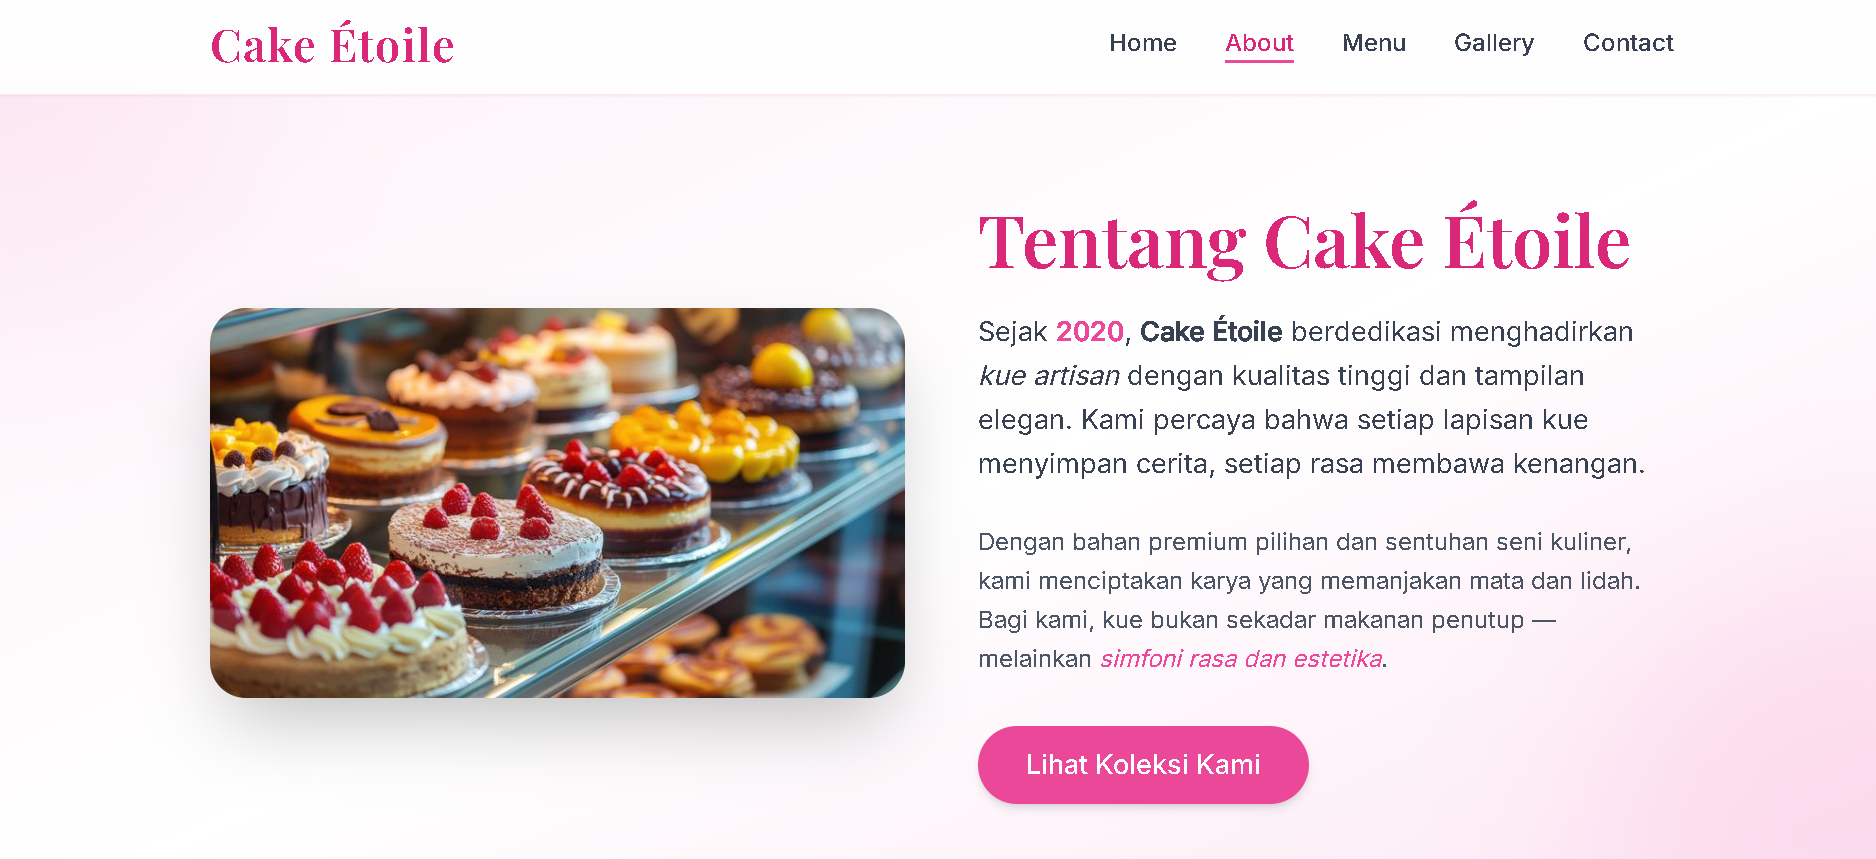 Cake Étoile
Home About Menu Gallery Contact
Tentang Cake Étoile
Sejak 2020, Cake Étoile berdedikasi menghadirkan
kue artisan dengan kualitas tinggi dan tampilan
elegan. Kami percaya bahwa setiap lapisan kue
menyimpan cerita, setiap rasa membawa kenangan.
Dengan bahan premium pilihan dan sentuhan seni kuliner,
kami menciptakan karya yang memanjakan mata dan lidah.
Bagi kami, kue bukan sekadar makanan penutup —
melainkan simfoni rasa dan estetika.
Lihat Koleksi Kami